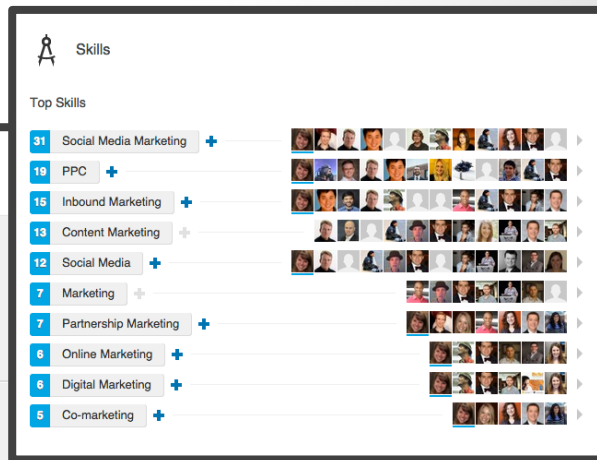 Skills
Top Skills
31 Social Media Marketing
19 PPC
15 Inbound Marketing
13 Content Marketing
12 Social Media
7 Marketing
7 Partnership Marketing
6 Online Marketing
6 Digital Marketing
5 Co-marketing